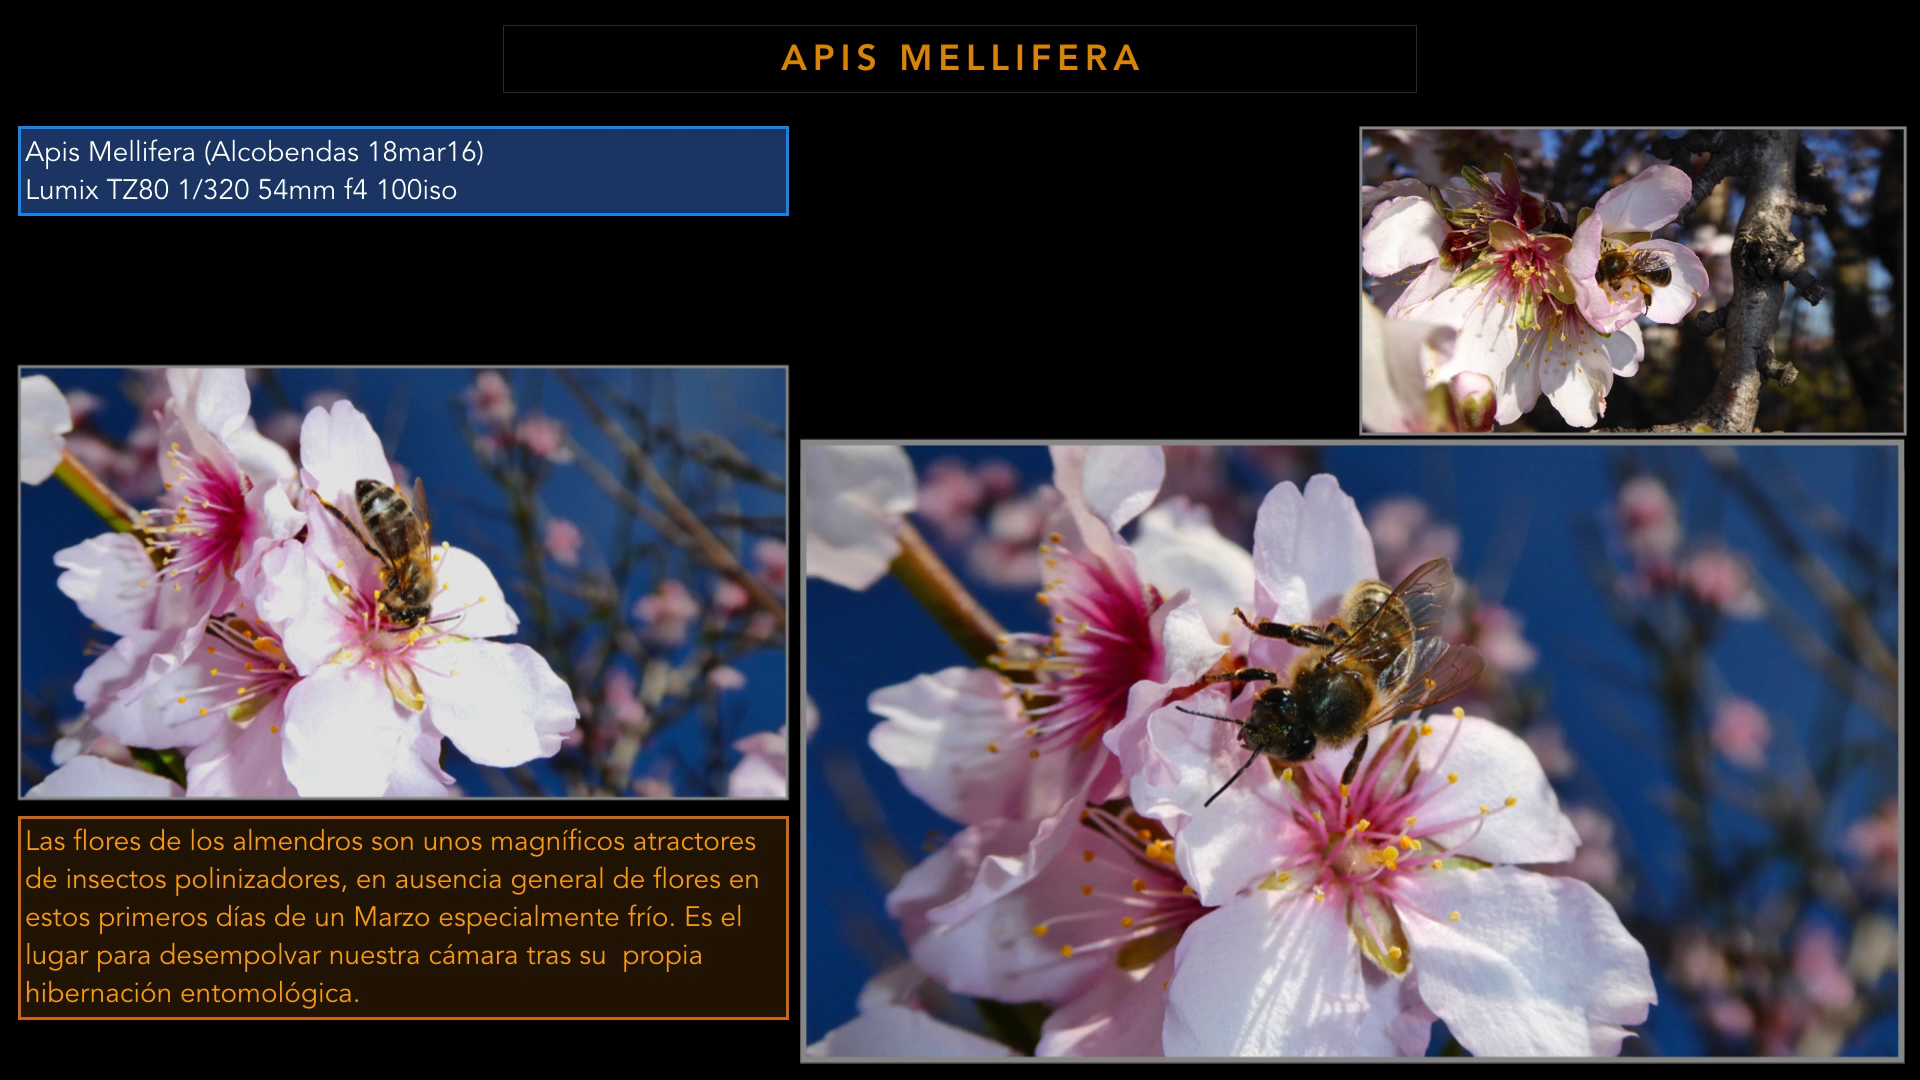 APIS MELLIFERA
Apis Mellifera (Alcobendas 18mar16)
Lumix TZ80 1/320 54mm f4 100iso
Las flores de los almendros son unos magníficos atractores
de insectos polinizadores, en ausencia general de flores en
estos primeros días de un Marzo especialmente frío. Es el
lugar para desempolvar nuestra cámara tras su  propia
hibernación entomológica.